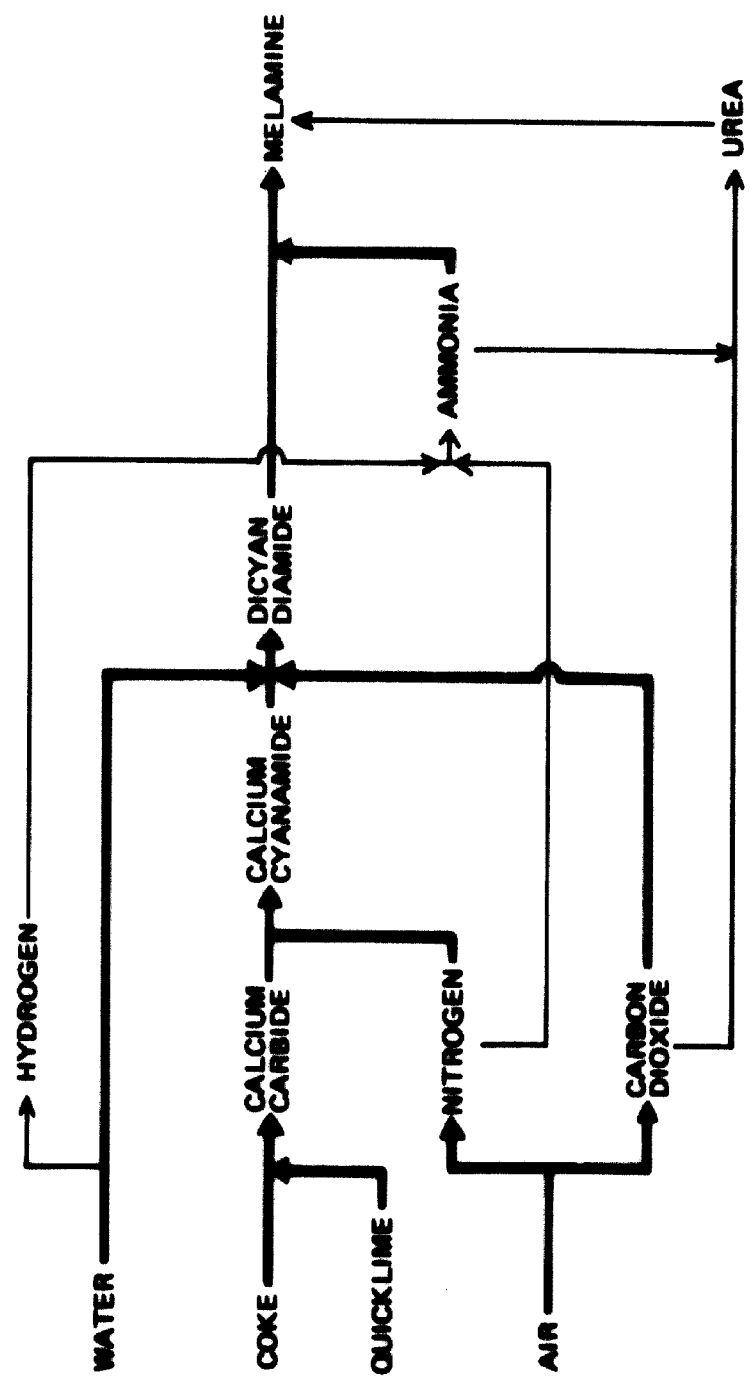 HYDROGEN
WATER
COKE
CALCIUM
CARBIDE
CALCIUM
CYANAMIDE
DICYAN
DIAMIDE
MELAMINE
QUICKLIME
NITROGEN
AMMONIA
AIR
CARBON
DIOXIDE
UREA